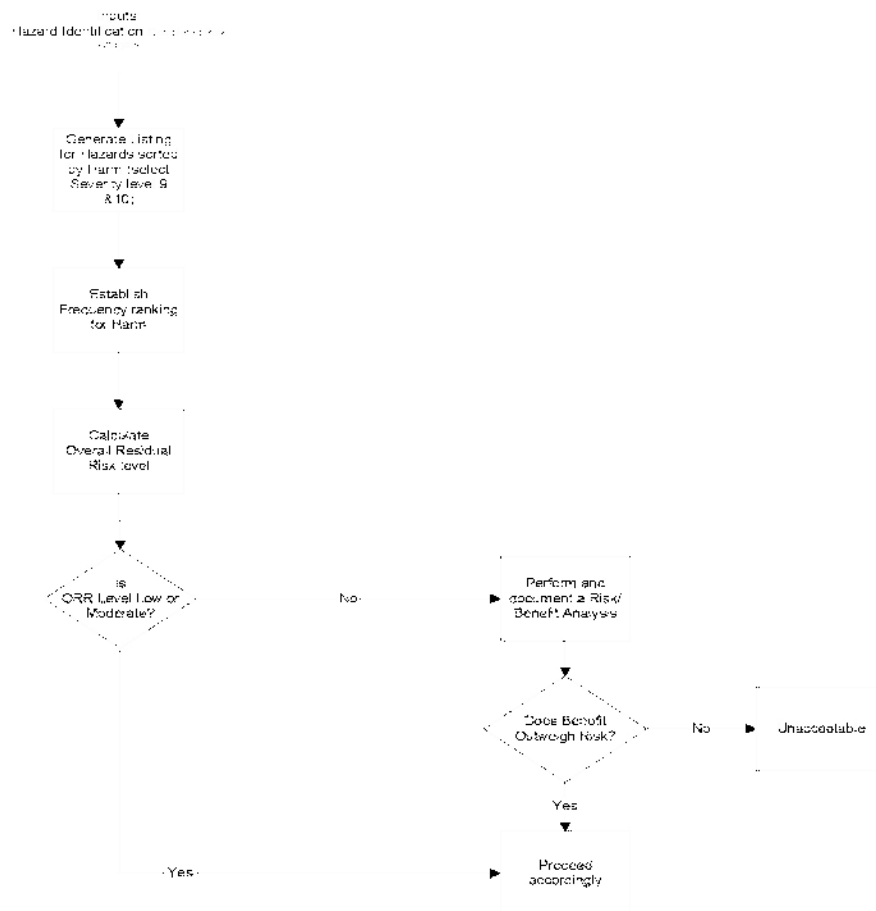 Inputs
Hazard Identification
Generate Listing
for Hazards sorted
by Harm (select
Severity level 9
& 10)
Establish
Frequency ranking
for Harm
Calculate
Overall Residual
Risk level
Is
ORR Level Low or
Moderate?
No
Perform and
document a Risk/
Benefit Analysis
Does Benefit
Outweigh Risk?
No
Unacceptable
Yes
Yes
Proceed
accordingly